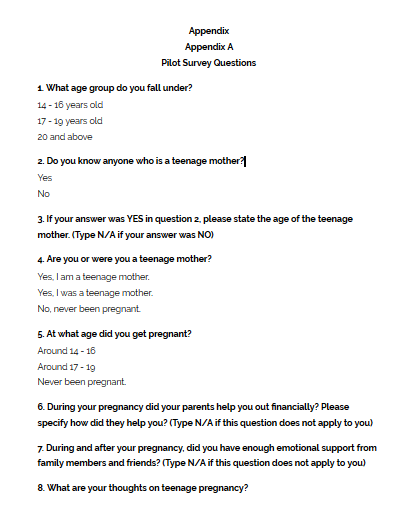 Appendix
Appendix A
Pilot Survey Questions
1. What age group do you fall under?
14 - 16 years old
17 - 19 years old
20 and above
2. Do you know anyone who is a teenage mother?
Yes
No
3. If your answer was YES in question 2, please state the age of the teenage
mother. (Type N/A if your answer was NO)
4. Are you or were you a teenage mother?
Yes, I am a teenage mother.
Yes, I was a teenage mother.
No, never been pregnant.
5. At what age did you get pregnant?
Around 14 - 16
Around 17 - 19
Never been pregnant.
6. During your pregnancy did your parents help you out financially? Please
specify how did they help you? (Type N/A if this question does not apply to you)
7. During and after your pregnancy, did you have enough emotional support from
family members and friends? (Type N/A if this question does not apply to you)
8. What are your thoughts on teenage pregnancy?